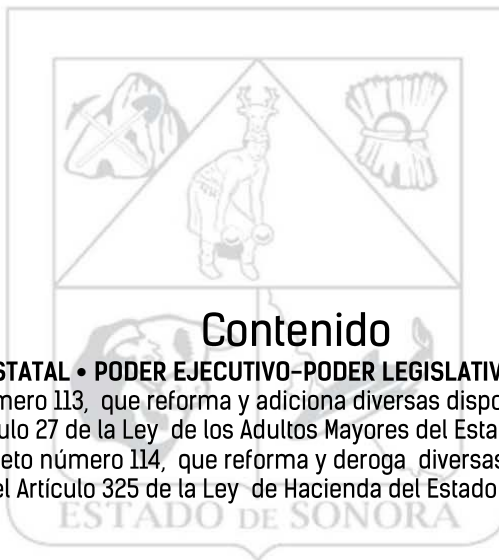 Contenido
STATAL • PODER EJECUTIVO-PODER LEGISLATIV
mero 113, que reforma y adiciona diversas dispo
ulo 27 de la Ley de los Adultos Mayores del Esta
eto número 114, que reforma y deroga diversas
el Artículo 325 de la Ley de Hacienda del Estado
ESTADO DE SONORA